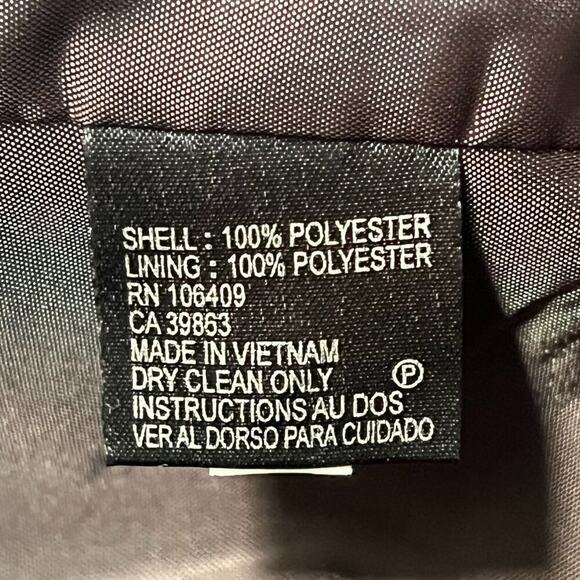 SHELL : 100% POLYESTER
LINING : 100% POLYESTER
RN 106409
CA 39863
MADE IN VIETNAM
DRY CLEAN ONLY Ⓟ
INSTRUCTIONS AU DOS
VER AL DORSO PARA CUIDADO